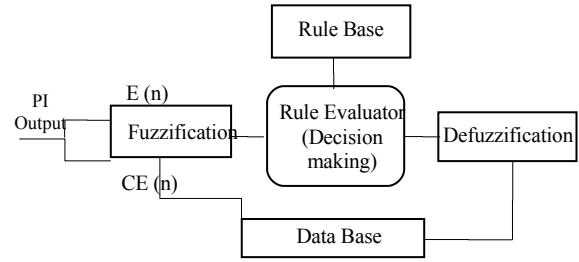 Rule Base
E (n)
PI
Output
Fuzzification
Rule Evaluator
(Decision
making)
Defuzzification
CE (n)
Data Base